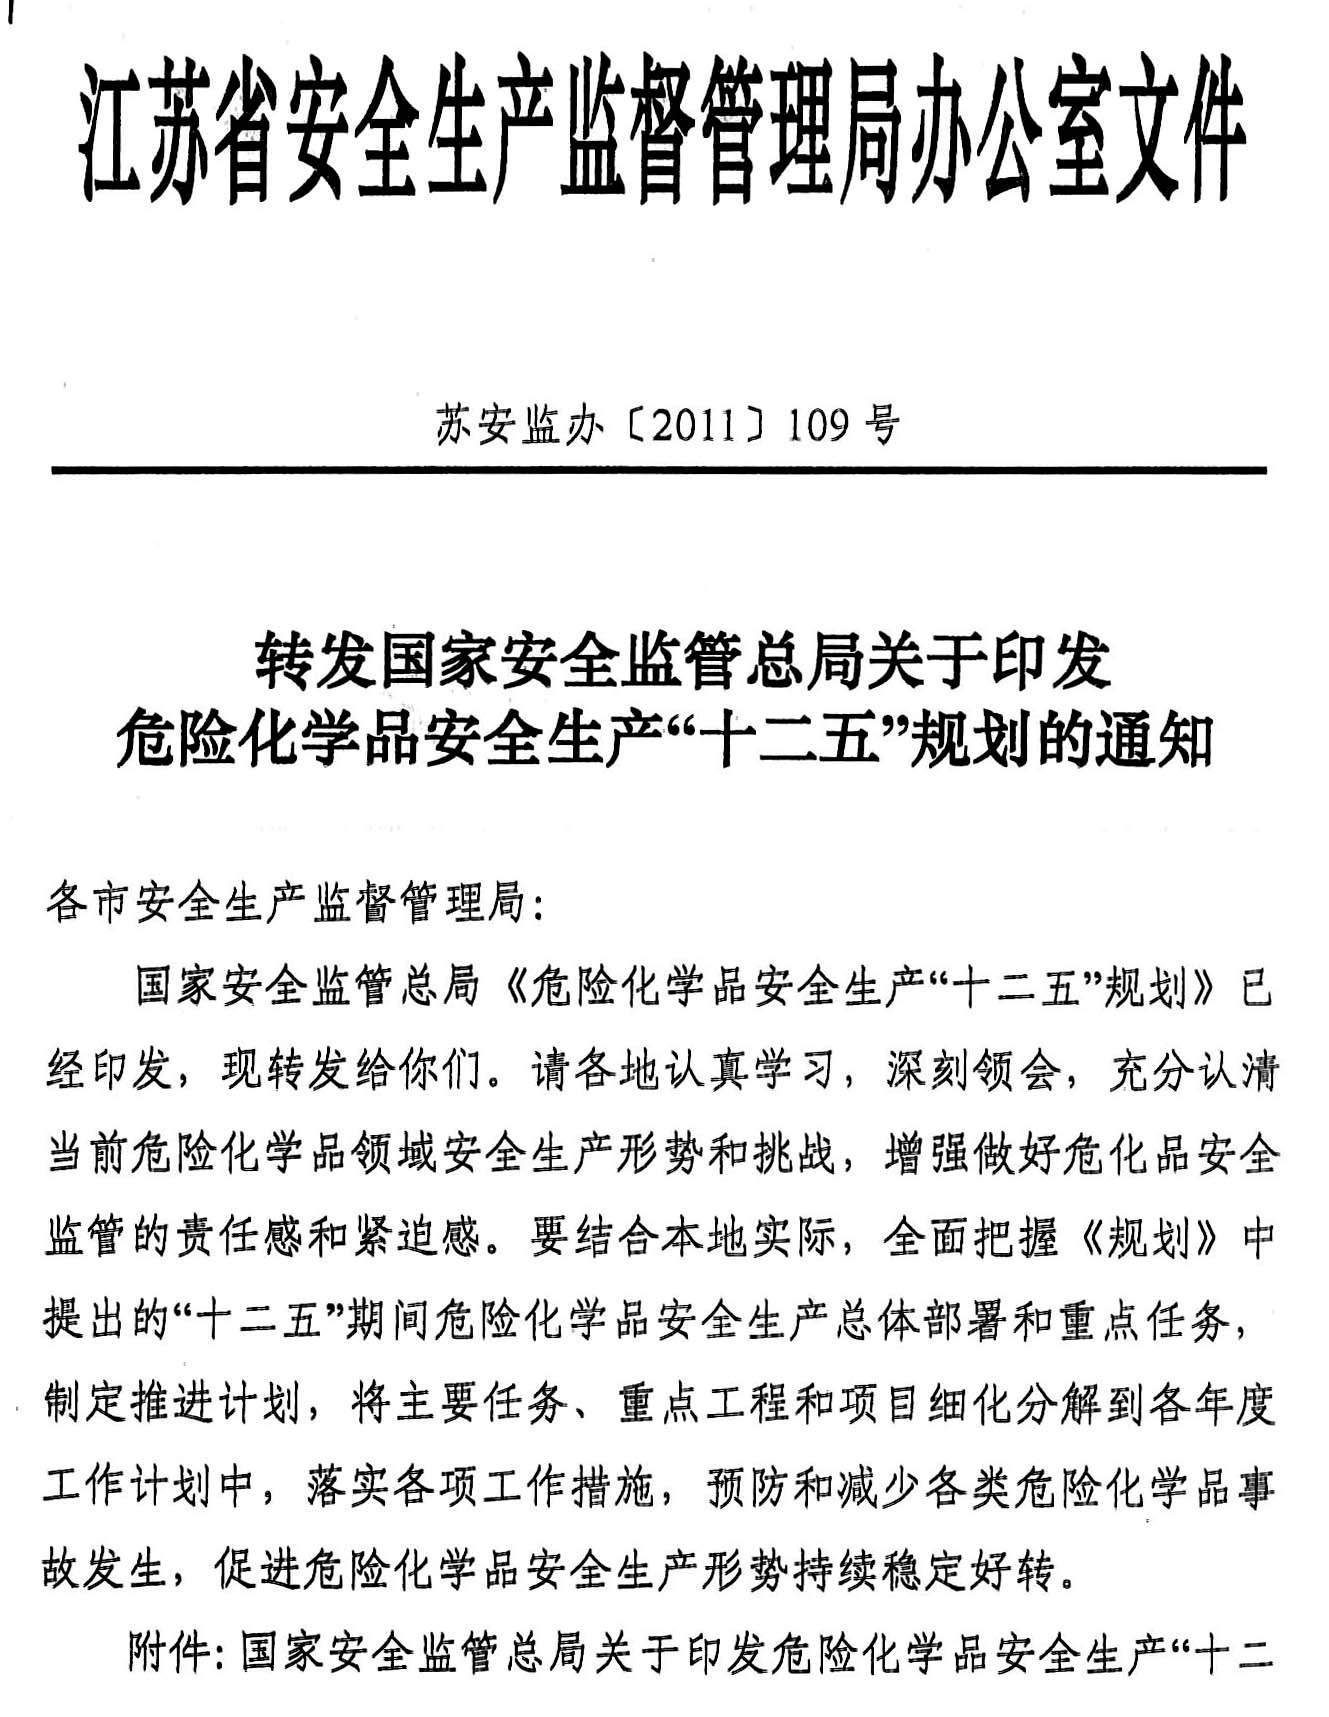 江苏省安全生产监督管理局办公室文件
苏安监办〔2011〕109号
转发国家安全监管总局关于印发
危险化学品安全生产“十二五”规划的通知
各市安全生产监督管理局:
国家安全监管总局《危险化学品安全生产“十二五”规划》已
经印发，现转发给你们。请各地认真学习，深刻领会，充分认清
当前危险化学品领域安全生产形势和挑战，增强做好危化品安全
监管的责任感和紧迫感。要结合本地实际，全面把握《规划》中
提出的“十二五”期间危险化学品安全生产总体部署和重点任务，
制定推进计划，将主要任务、重点工程和项目细化分解到各年度
工作计划中，落实各项工作措施，预防和减少各类危险化学品事
故发生，促进危险化学品安全生产形势持续稳定好转。
附件: 国家安全监管总局关于印发危险化学品安全生产“十二